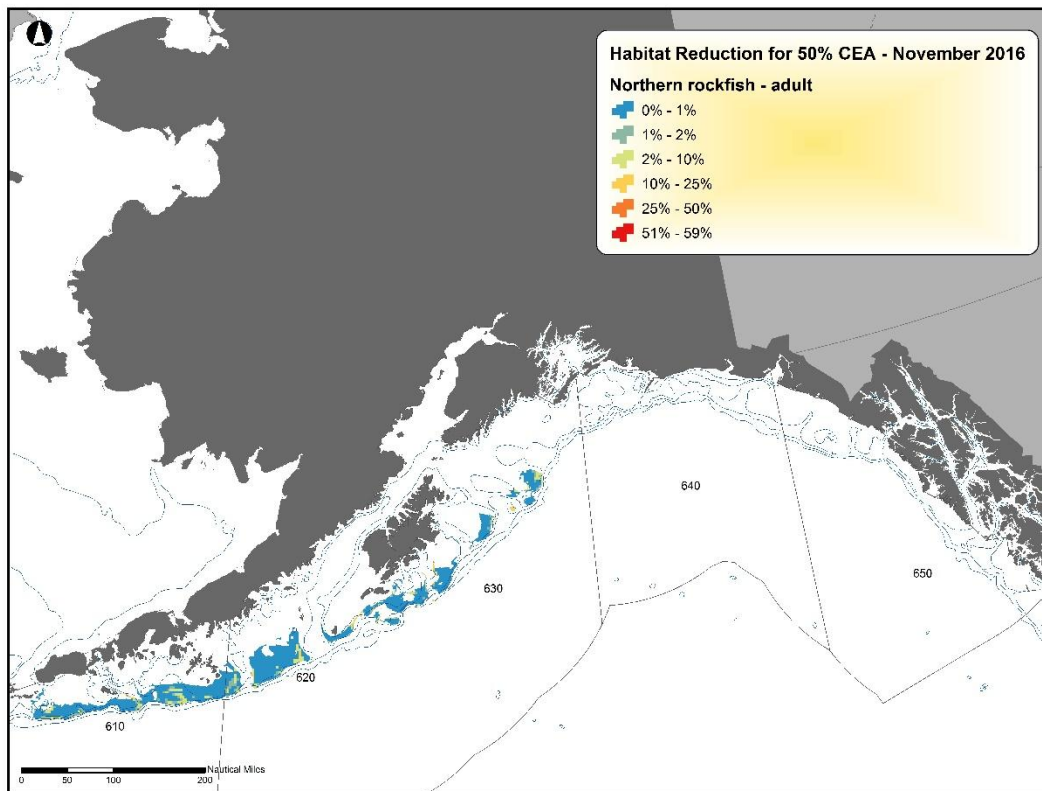 Habitat Reduction for 50% CEA - November 2016
Northern rockfish - adult
0% - 1%
1% - 2%
2% - 10%
10% - 25%
25% - 50%
51% - 59%
640
650
630
620
610
Nautical Miles
0 50 100 200